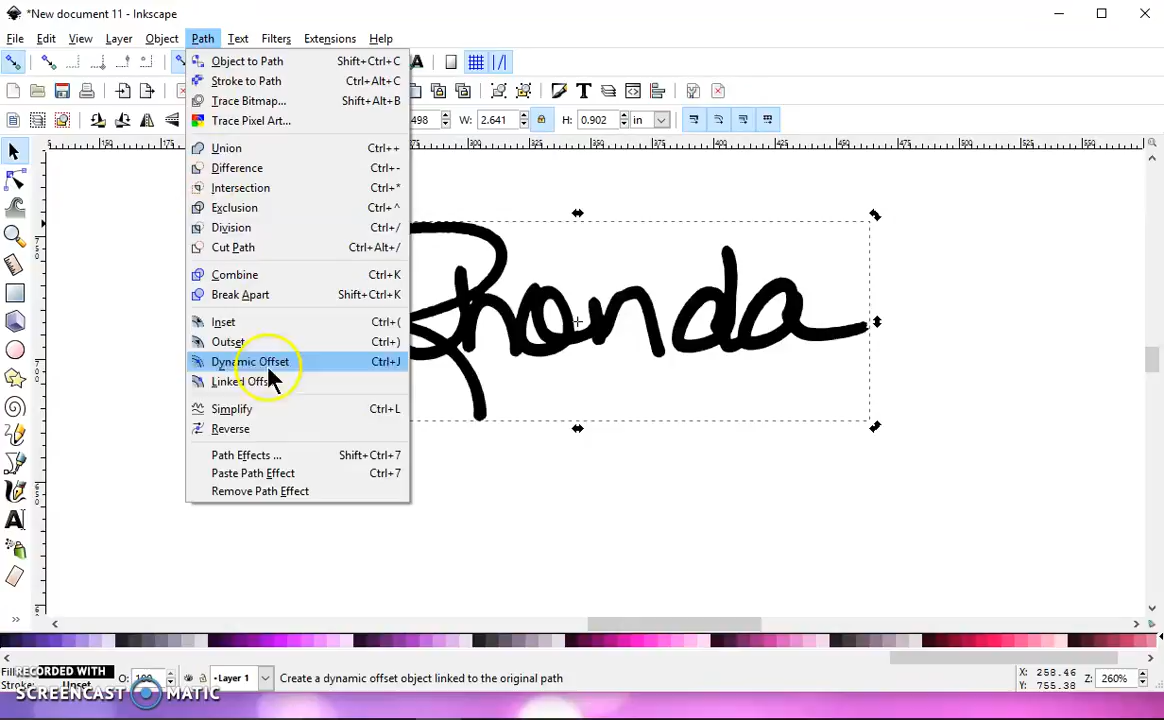 *New document 11 - Inkscape
File Edit View Layer Object Path Text Filters Extensions Help
Object to Path Shift+Ctrl+C
Stroke to Path Ctrl+Alt+C
Trace Bitmap... Shift+Alt+B
Trace Pixel Art...
498 W: 2.641 H: 0.902 in
Union Ctrl++
Difference Ctrl+-
Intersection Ctrl+*
Exclusion Ctrl+^
Division Ctrl+/
Cut Path Ctrl+Alt+/
Combine Ctrl+K
Break Apart Shift+Ctrl+K
Inset Ctrl+(
Outset Ctrl+)
Dynamic Offset Ctrl+J
Linked Offs
Simplify Ctrl+L
Reverse
Path Effects ... Shift+Ctrl+7
Paste Path Effect Ctrl+7
Remove Path Effect
Rhonda
RECORDED WITH
SCREENCAST MATIC
O: 100 -Layer 1 Create a dynamic offset object linked to the original path
X: 258.46
Y: 755.38
Z: 260%